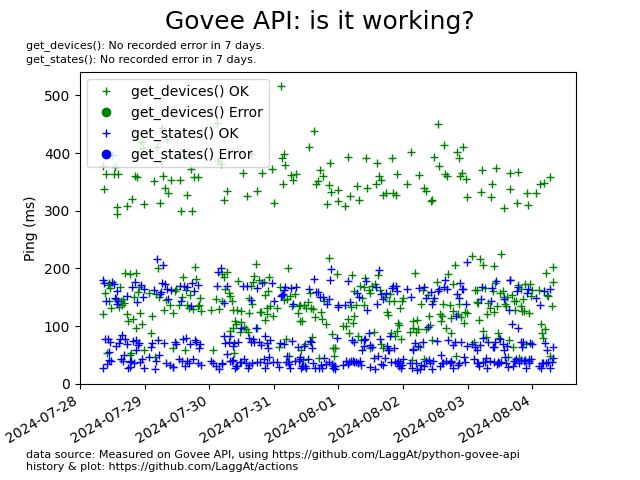 Govee API: is it working?
get_devices(): No recorded error in 7 days.
get_states(): No recorded error in 7 days.
get_devices() OK
get_devices() Error
get_states() OK
get_states() Error
Ping (ms)
500
400
300
200
100
0
2024-07-28
2024-07-29
2024-07-30
2024-07-31
2024-08-01
2024-08-02
2024-08-03
2024-08-04
data source: Measured on Govee API, using https://github.com/LaggAt/python-govee-api
history & plot: https://github.com/LaggAt/actions